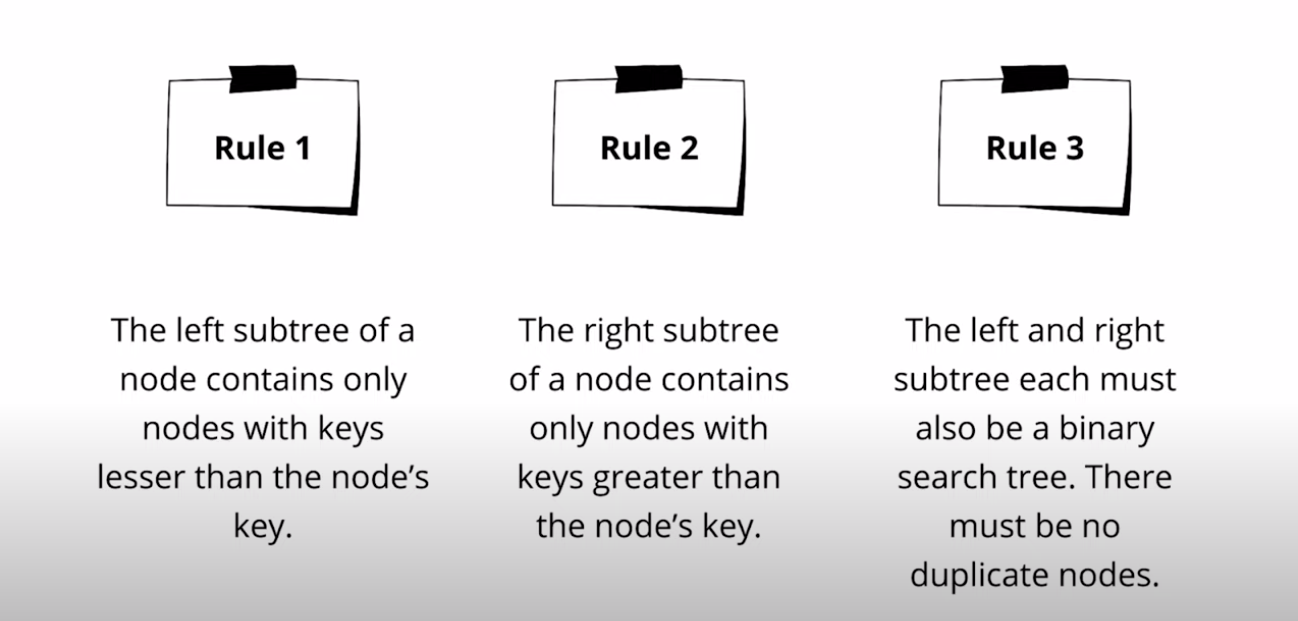 Rule 1
Rule 2
Rule 3
The left subtree of a
node contains only
nodes with keys
lesser than the node’s
key.
The right subtree
of a node contains
only nodes with
keys greater than
the node’s key.
The left and right
subtree each must
also be a binary
search tree. There
must be no
duplicate nodes.